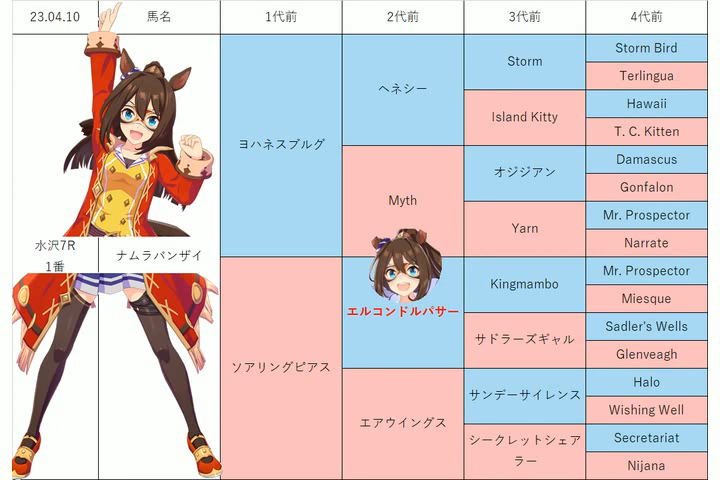 23.04.10 馬名 1代前 2代前 3代前 4代前
水沢7R
1番
ナムラバンザイ
ヨハネスブルグ
ソアリングピアス
ヘネシー
Myth
エルコンドルパサー
エアウイングス
Storm
Island Kitty
オジジアン
Yarn
Kingmambo
サドラーズギャル
サンデーサイレンス
シークレットシェア
ラー
Storm Bird
Terlingua
Hawaii
T. C. Kitten
Damascus
Gonfalon
Mr. Prospector
Narrate
Mr. Prospector
Miesque
Sadler's Wells
Glenveagh
Halo
Wishing Well
Secretariat
Nijana